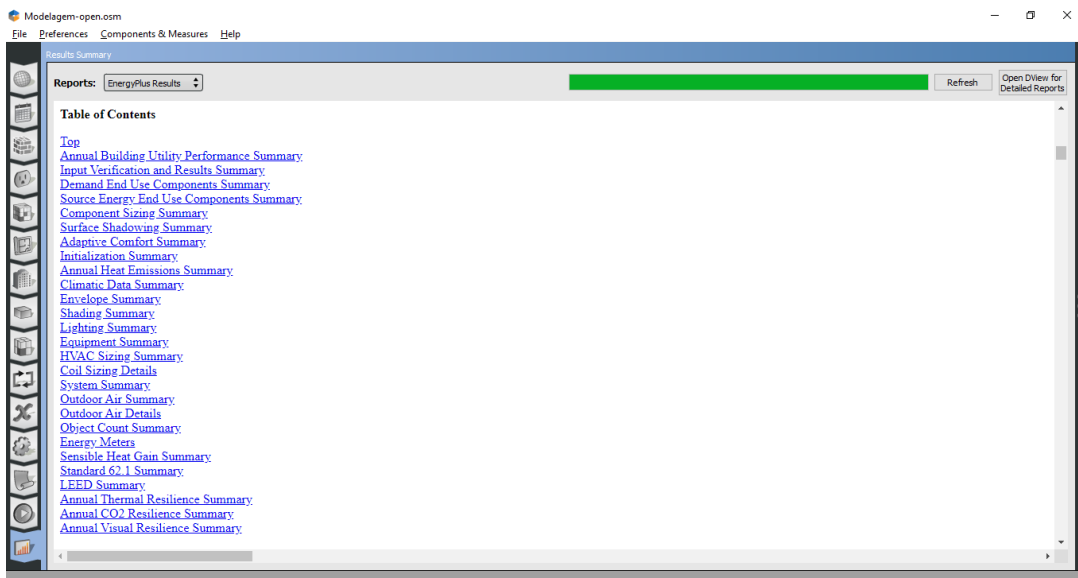 Modelagem-open.osm
File Preferences Components & Measures Help
Results Summary
Reports: EnergyPlus Results Refresh Open DView for
Detailed Reports
Table of Contents
Top
Annual Building Utility Performance Summary
Input Verification and Results Summary
Demand End Use Components Summary
Source Energy End Use Components Summary
Component Sizing Summary
Surface Shadowing Summary
Adaptive Comfort Summary
Initialization Summary
Annual Heat Emissions Summary
Climatic Data Summary
Envelope Summary
Shading Summary
Lighting Summary
Equipment Summary
HVAC Sizing Summary
Coil Sizing Details
System Summary
Outdoor Air Summary
Outdoor Air Details
Object Count Summary
Energy Meters
Sensible Heat Gain Summary
Standard 62.1 Summary
LEED Summary
Annual Thermal Resilience Summary
Annual CO2 Resilience Summary
Annual Visual Resilience Summary